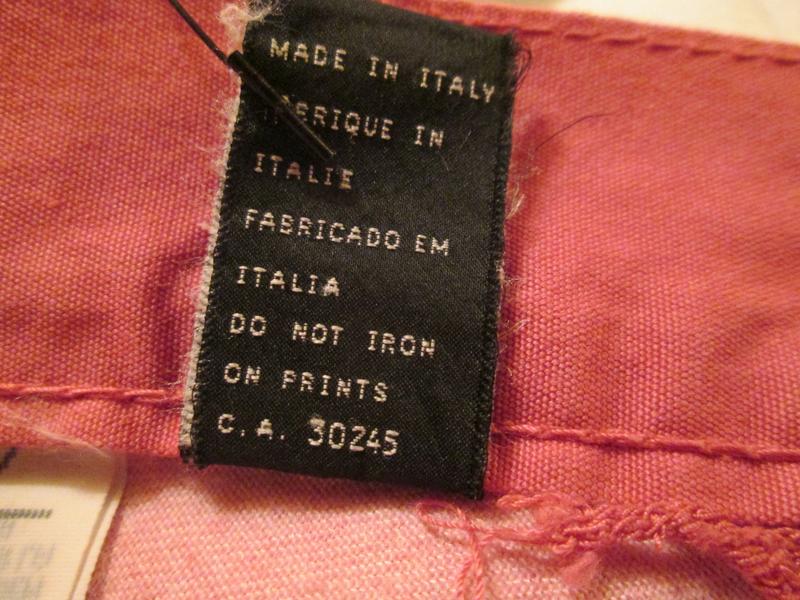 MADE IN ITALY
FABRIQUE IN
ITALIE
FABRICADO EM
ITALIA
DO NOT IRON
ON PRINTS
C.A. 30245